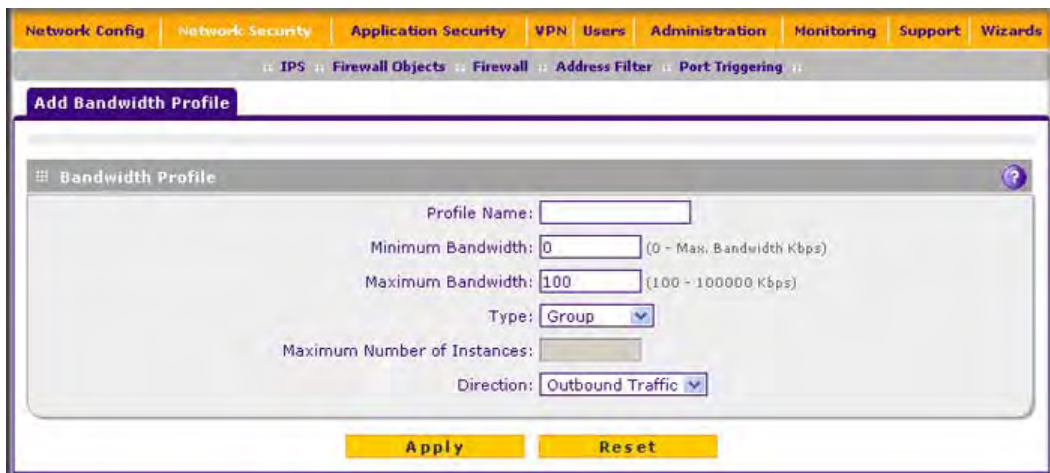 Network Config Network Security Application Security VPN Users Administration Monitoring Support Wizards
:: IPS :: Firewall Objects :: Firewall :: Address Filter :: Port Triggering ::
Add Bandwidth Profile
Bandwidth Profile ?
Profile Name:
Minimum Bandwidth: 0 (0 - Max. Bandwidth Kbps)
Maximum Bandwidth: 100 (100 - 100000 Kbps)
Type: Group
Maximum Number of Instances:
Direction: Outbound Traffic
Apply Reset